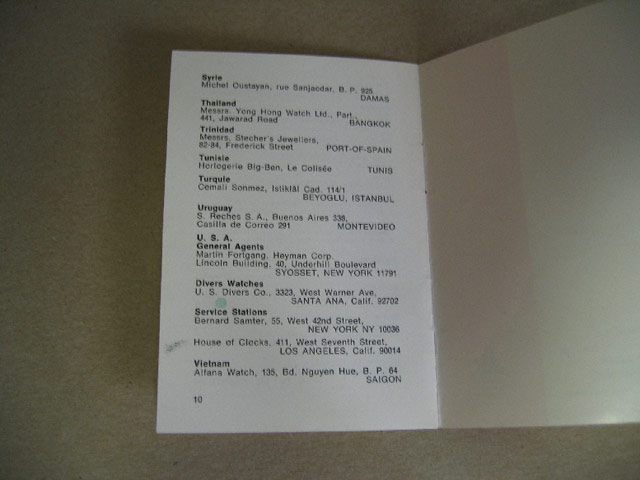 Syrie
Michel Oustayan, rue Sanjacdar, B. P. 925
DAMAS
Thailand
Messrs. Yong Hong Watch Ltd., Part.,
441, Jawarad Road BANGKOK
Trinidad
Messrs. Stecher's Jewellers,
82-84, Frederick Street PORT-OF-SPAIN
Tunisie
Horlogerie Big-Ben, Le Colisée TUNIS
Turquie
Cemali Sonmez, Istiklâl Cad. 114/1
BEYOGLU, ISTANBUL
Uruguay
S. Reches S. A., Buenos Aires 338,
Casilla de Correo 291 MONTEVIDEO
U. S. A.
General Agents
Martin Forgang, Heyman Corp.
Lincoln Building, 40, Underhill Boulevard
SYOSSET, NEW YORK 11791
Divers Watches
U. S. Divers Co., 3323, West Warner Ave,
SANTA ANA, Calif. 92702
Service Stations
Bernard Samter, 55, West 42nd Street,
NEW YORK NY 10036
House of Clocks, 411, West Seventh Street,
LOS ANGELES, Calif. 90014
Vietnam
Alfana Watch, 135, Bd. Nguyen Hue, B. P. 64
SAIGON
10